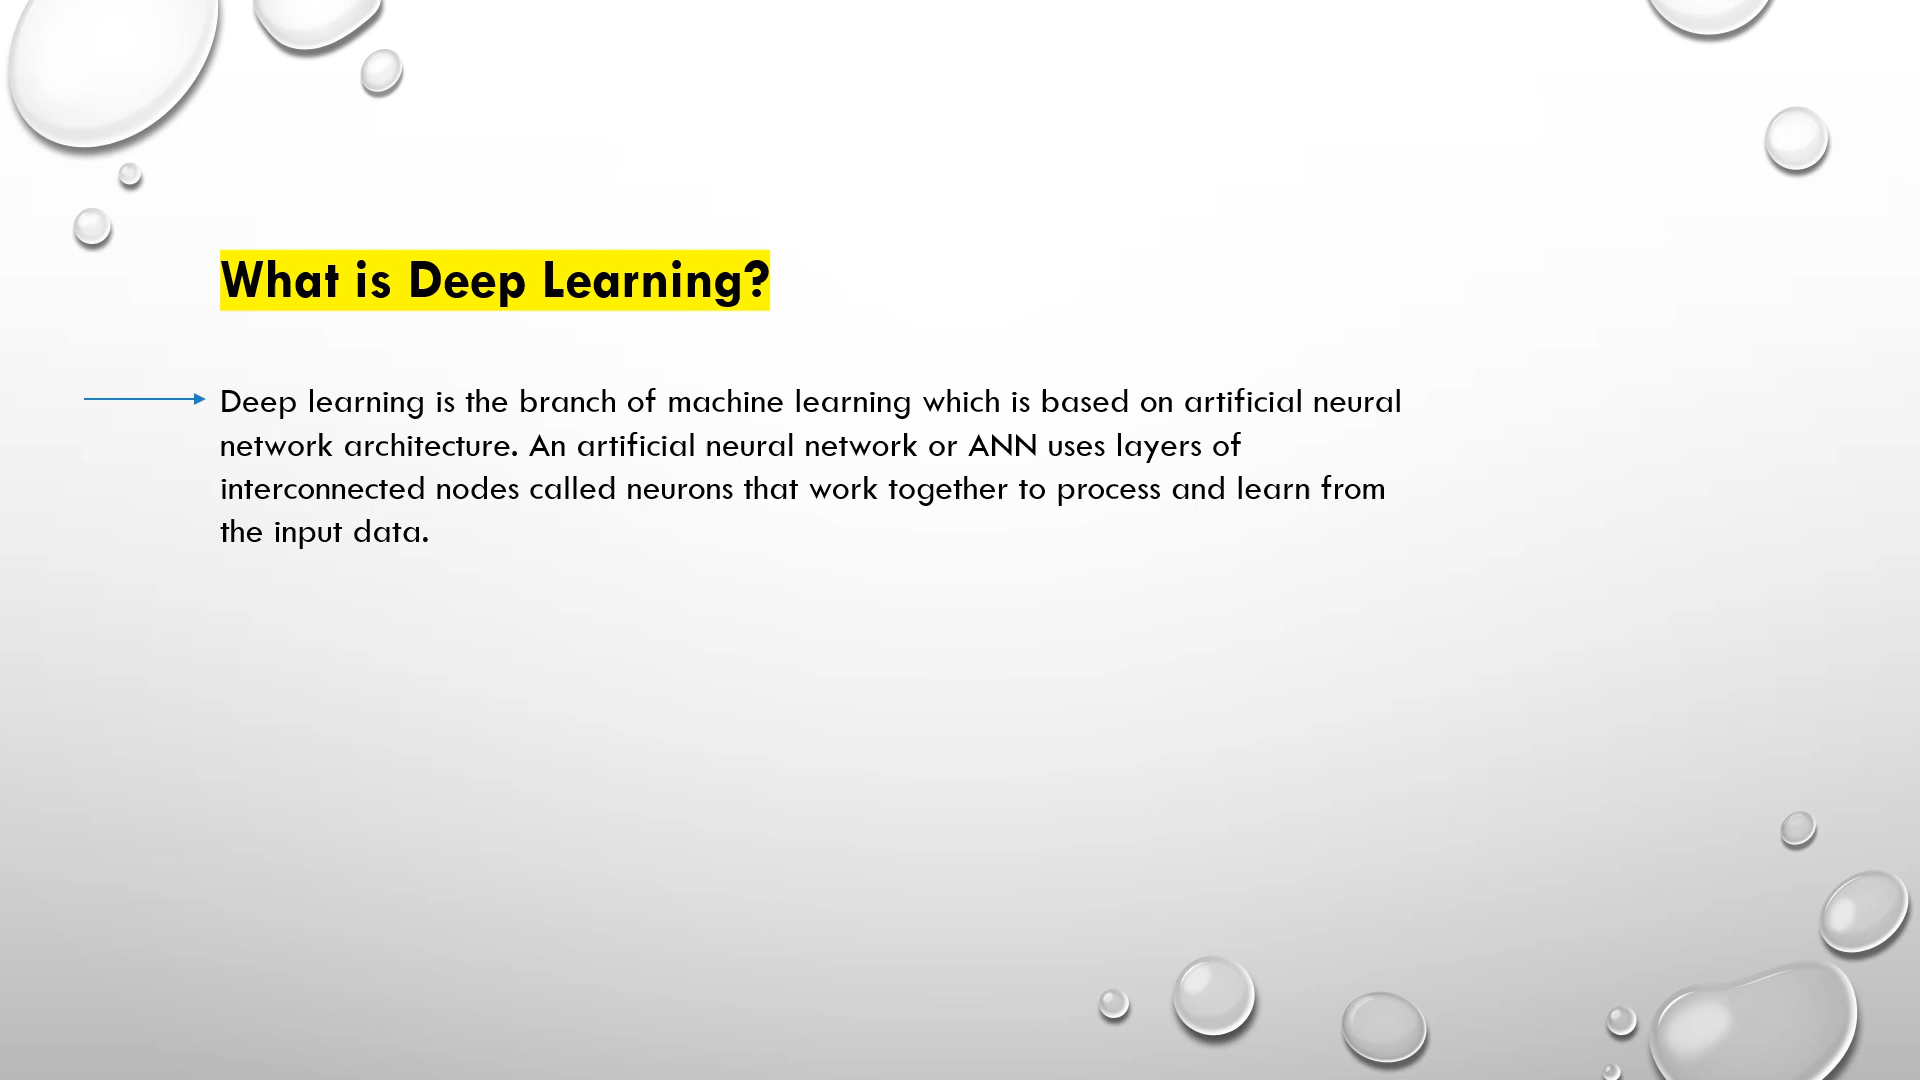 What is Deep Learning?
Deep learning is the branch of machine learning which is based on artificial neural
network architecture. An artificial neural network or ANN uses layers of
interconnected nodes called neurons that work together to process and learn from
the input data.